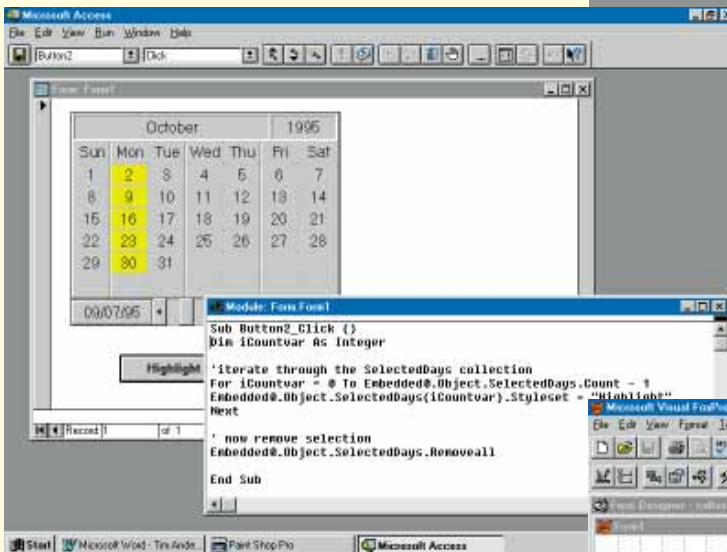 Microsoft Access
File Edit View Run Window Help
Button2 Click
Form: Form1
October 1995
Sun Mon Tue Wed Thu Fri Sat
1 2 3 4 5 6 7
8 9 10 11 12 13 14
15 16 17 18 19 20 21
22 23 24 25 26 27 28
29 30 31
09/07/95
Highlight
Module: Form.Form1
Sub Button2_Click ()
Dim iCountvar As Integer
'iterate through the SelectedDays collection
For iCountvar = 0 To Embedded0.Object.SelectedDays.Count - 1
Embedded0.Object.SelectedDays(iCountvar).Styleset = "Highlight"
Next
' now remove selection
Embedded0.Object.SelectedDays.Removeall
End Sub
Record: 1 of 1
Microsoft Visual FoxPro
File Edit View Format
Form Designer -
Form1
Start Microsoft Word - Tim Ande.. Paint Shop Pro Microsoft Access